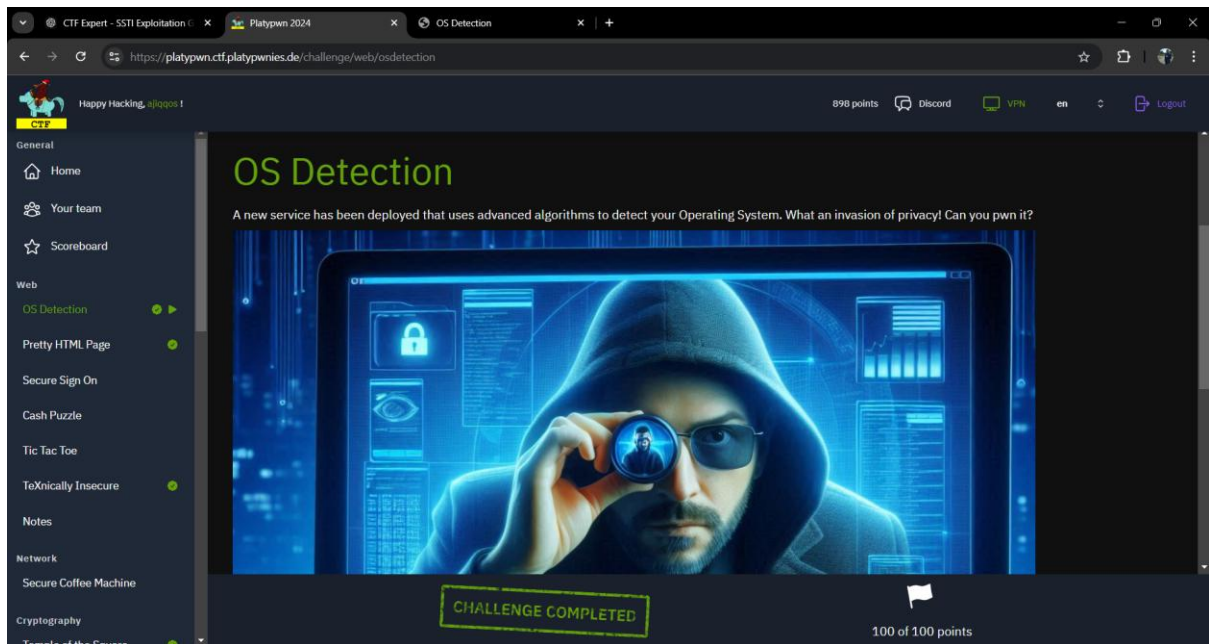 CTF Expert - SSTI Exploitation G
Platypwn 2024
OS Detection
https://platypwn.ctf.platypwnies.de/challenge/web/osdetection
CTF
Happy Hacking, ajiqqos !
898 points
Discord
VPN
en
Logout
General
Home
Your team
Scoreboard
Web
OS Detection
Pretty HTML Page
Secure Sign On
Cash Puzzle
Tic Tac Toe
TeXnically Insecure
Notes
Network
Secure Coffee Machine
Cryptography
Temple of the Square
OS Detection
A new service has been deployed that uses advanced algorithms to detect your Operating System. What an invasion of privacy! Can you pwn it?
CHALLENGE COMPLETED
100 of 100 points